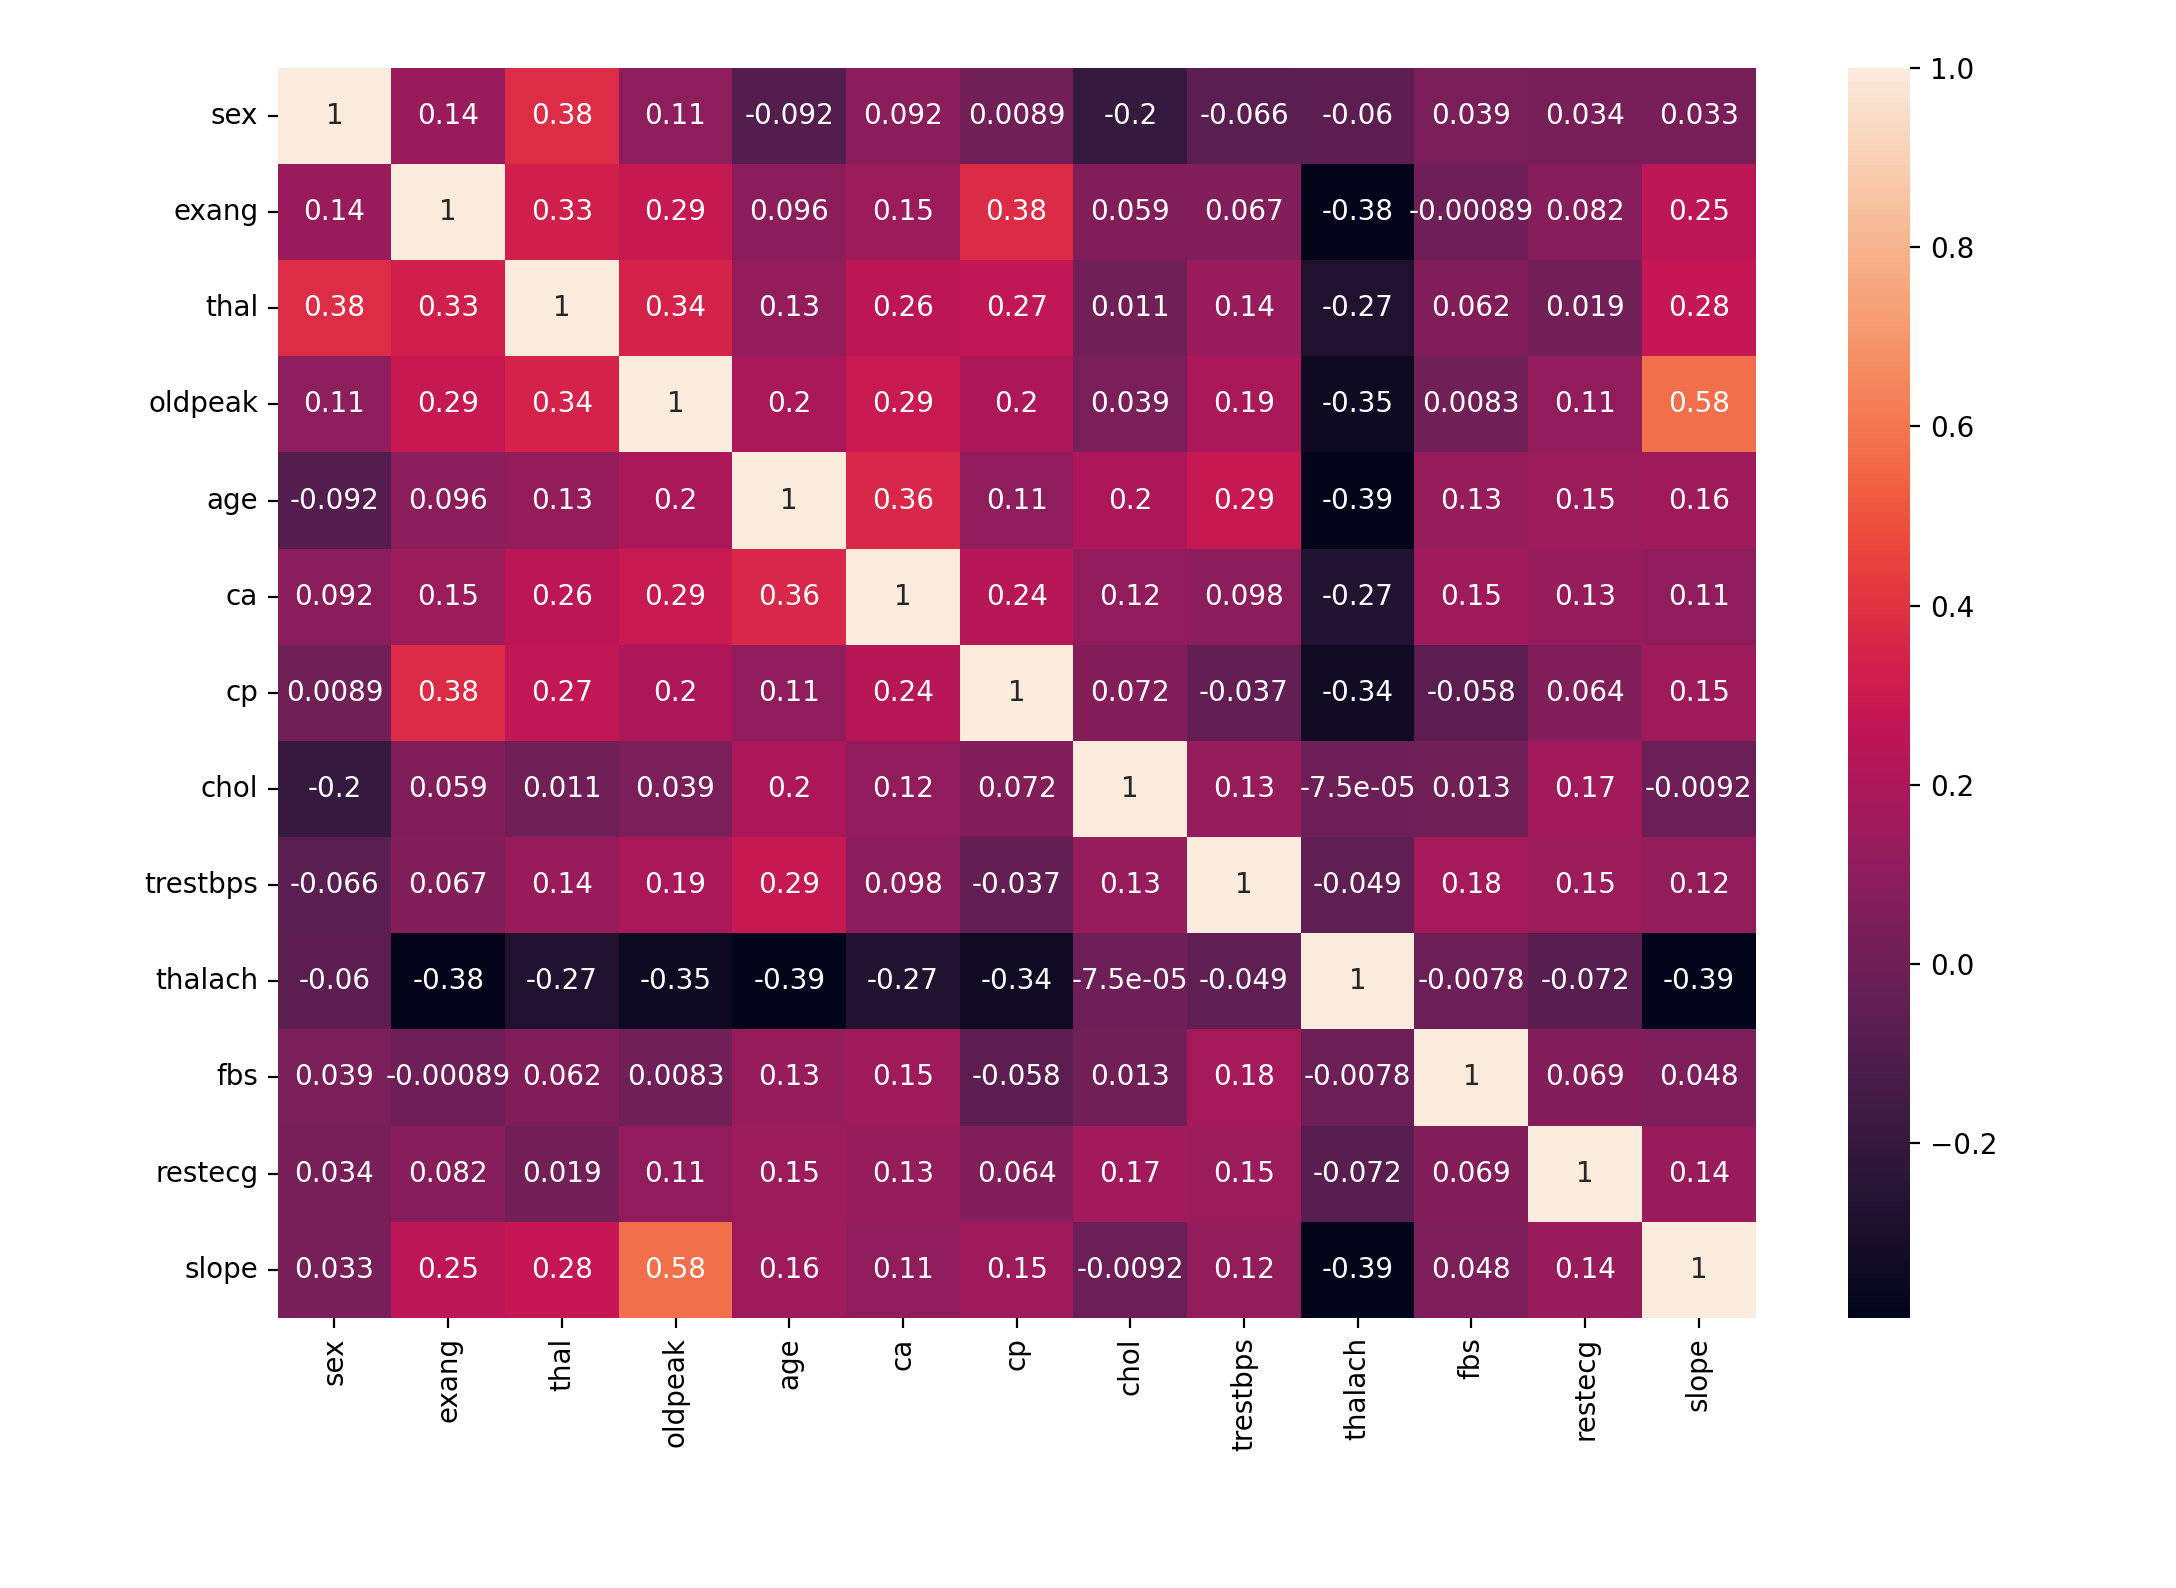 sex 1 0.14 0.38 0.11 -0.092 0.092 0.0089 -0.2 -0.066 -0.06 0.039 0.034 0.033
exang 0.14 1 0.33 0.29 0.096 0.15 0.38 0.059 0.067 -0.38 -0.00089 0.082 0.25
thal 0.38 0.33 1 0.34 0.13 0.26 0.27 0.011 0.14 -0.27 0.062 0.019 0.28
oldpeak 0.11 0.29 0.34 1 0.2 0.29 0.2 0.039 0.19 -0.35 0.0083 0.11 0.58
age -0.092 0.096 0.13 0.2 1 0.36 0.11 0.2 0.29 -0.39 0.13 0.15 0.16
ca 0.092 0.15 0.26 0.29 0.36 1 0.24 0.12 0.098 -0.27 0.15 0.13 0.11
cp 0.0089 0.38 0.27 0.2 0.11 0.24 1 0.072 -0.037 -0.34 -0.058 0.064 0.15
chol -0.2 0.059 0.011 0.039 0.2 0.12 0.072 1 0.13 -7.5e-05 0.013 0.17 -0.0092
trestbps -0.066 0.067 0.14 0.19 0.29 0.098 -0.037 0.13 1 -0.049 0.18 0.15 0.12
thalach -0.06 -0.38 -0.27 -0.35 -0.39 -0.27 -0.34 -7.5e-05 -0.049 1 -0.0078 -0.072 -0.39
fbs 0.039 -0.00089 0.062 0.0083 0.13 0.15 -0.058 0.013 0.18 -0.0078 1 0.069 0.048
restecg 0.034 0.082 0.019 0.11 0.15 0.13 0.064 0.17 0.15 -0.072 0.069 1 0.14
slope 0.033 0.25 0.28 0.58 0.16 0.11 0.15 -0.0092 0.12 -0.39 0.048 0.14 1
sex exang thal oldpeak age ca cp chol trestbps thalach fbs restecg slope
1.0
0.8
0.6
0.4
0.2
0.0
−0.2